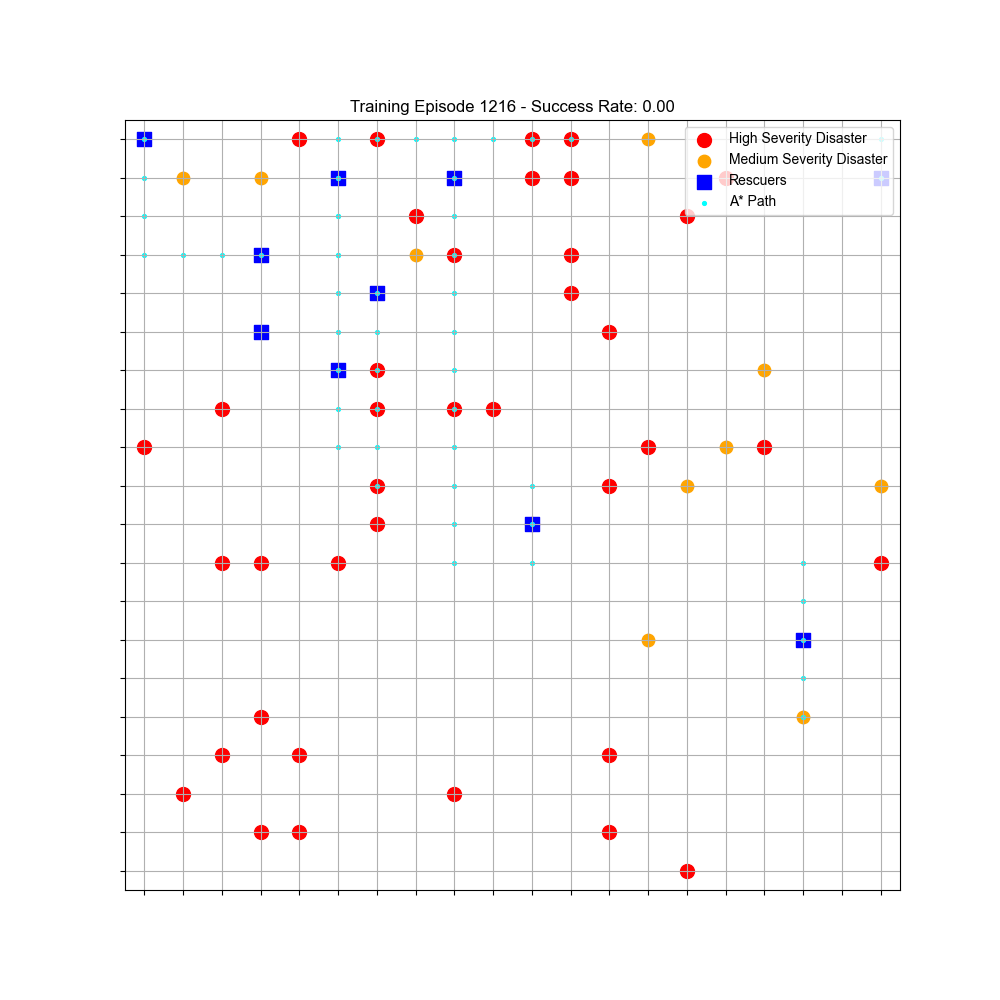 Training Episode 1216 - Success Rate: 0.00
High Severity Disaster
Medium Severity Disaster
Rescuers
A* Path